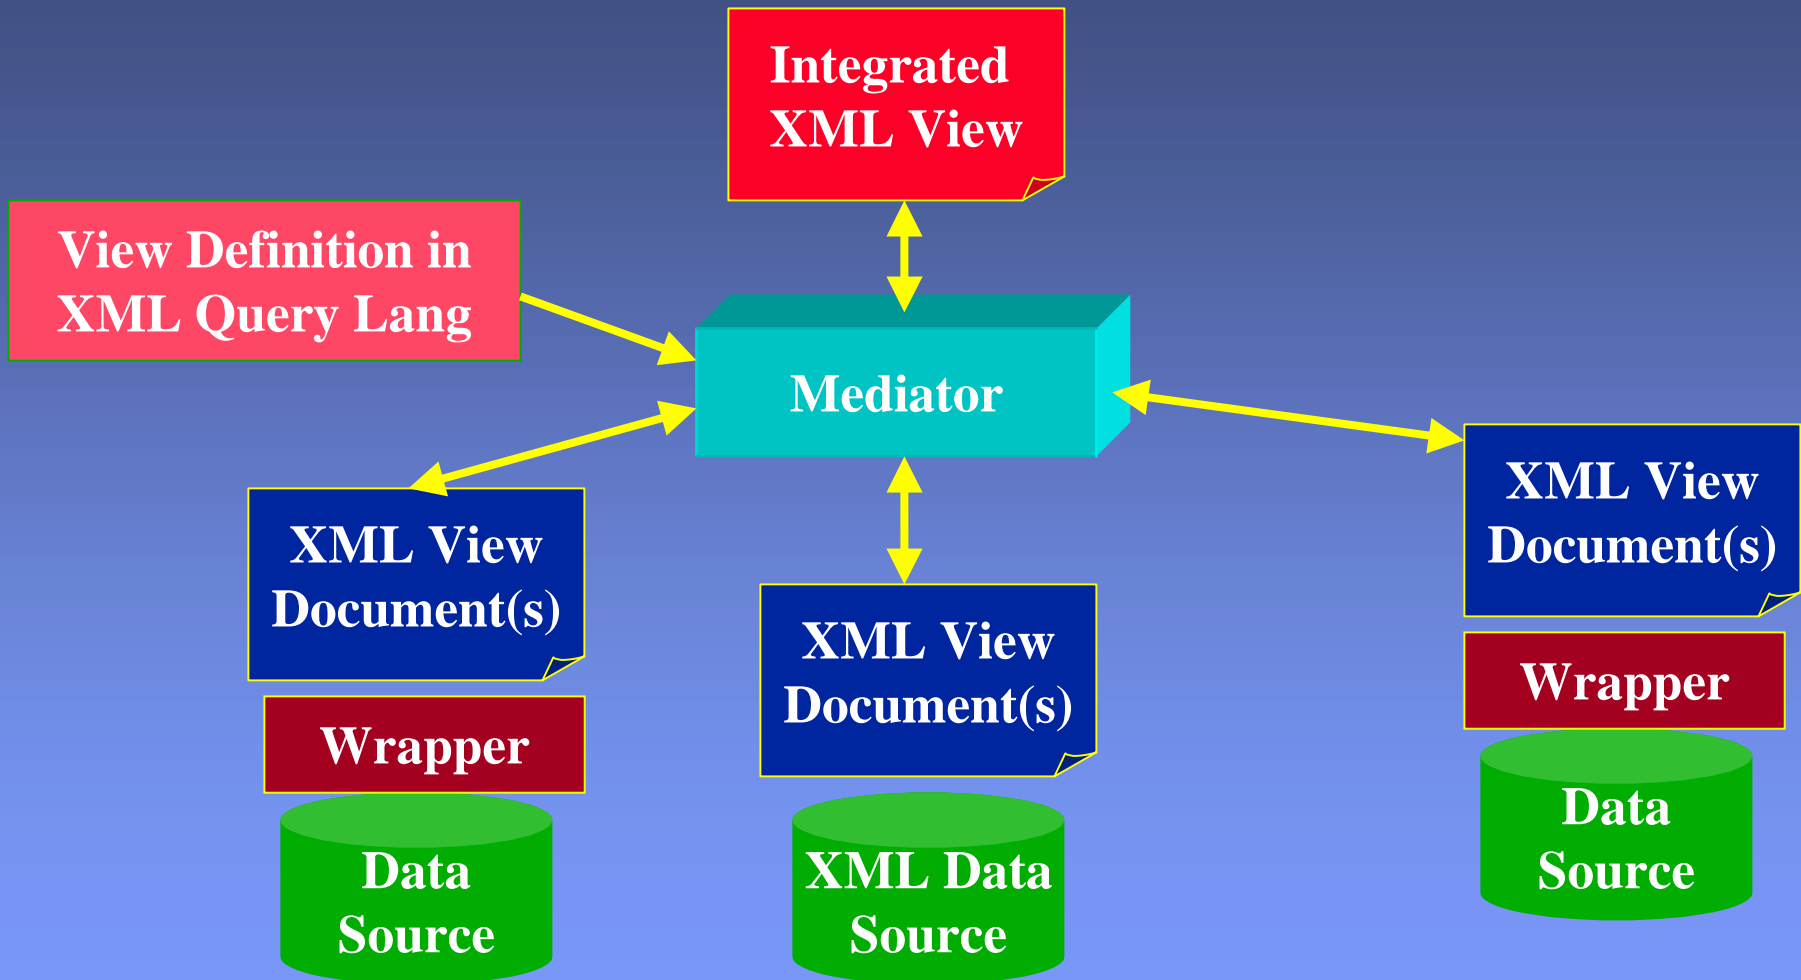 Integrated
XML View
View Definition in
XML Query Lang
Mediator
XML View
Document(s)
Wrapper
Data
Source
XML View
Document(s)
XML Data
Source
XML View
Document(s)
Wrapper
Data
Source